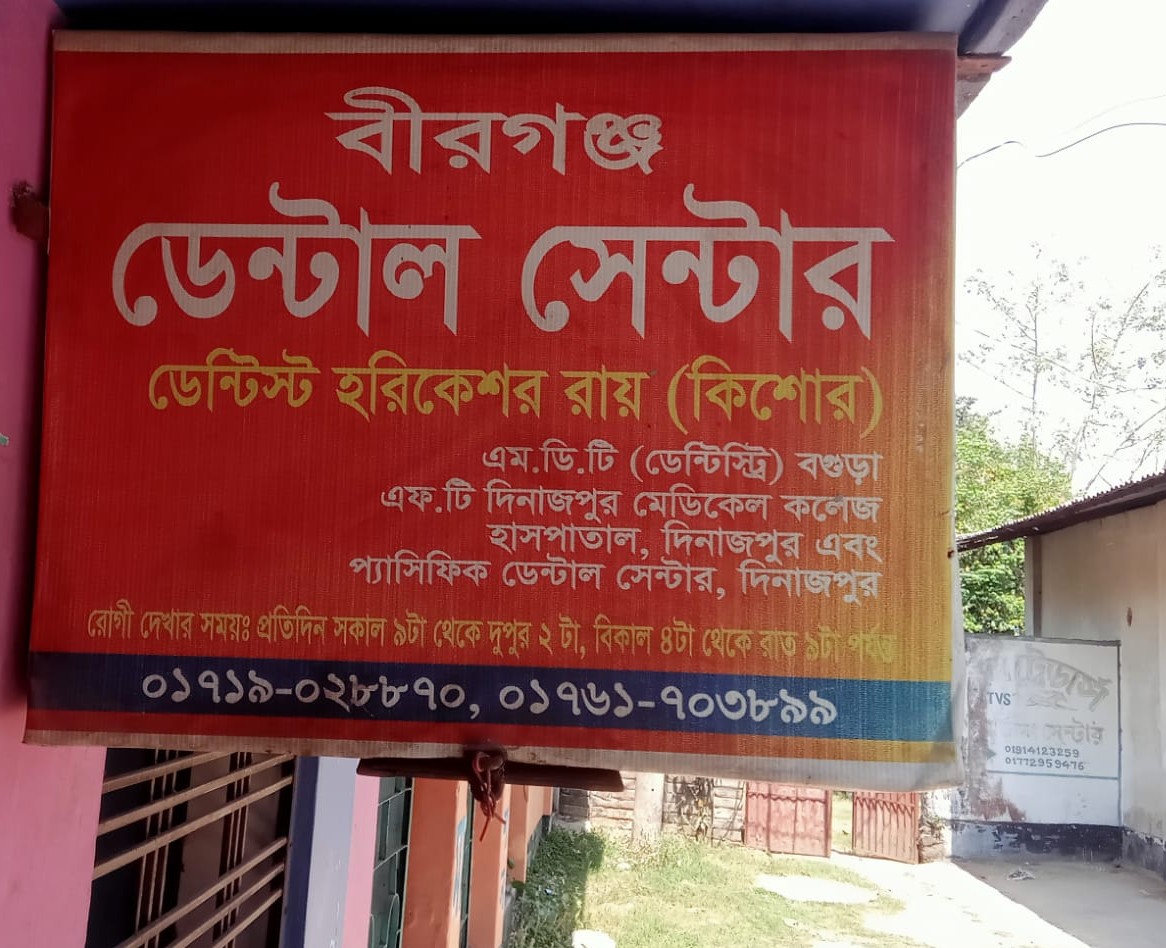 বীরগঞ্জ
ডেন্টাল সেন্টার
ডেন্টিস্ট হরিকেশর রায় (কিশোর)
এম.ডি.টি (ডেন্টিস্ট্রি) বগুড়া
এফ.টি দিনাজপুর মেডিকেল কলেজ
হাসপাতাল, দিনাজপুর এবং
প্যাসিফিক ডেন্টাল সেন্টার, দিনাজপুর
রোগী দেখার সময়ঃ প্রতিদিন সকাল ৯টা থেকে দুপুর ২ টা, বিকাল ৪টা থেকে রাত ৯টা পর্যন্ত
০১৭১৯-০২৮৮৭০, ০১৭৬১-৭০৩৮৯৯
TVS
সেন্টার
01914123259
01772959476